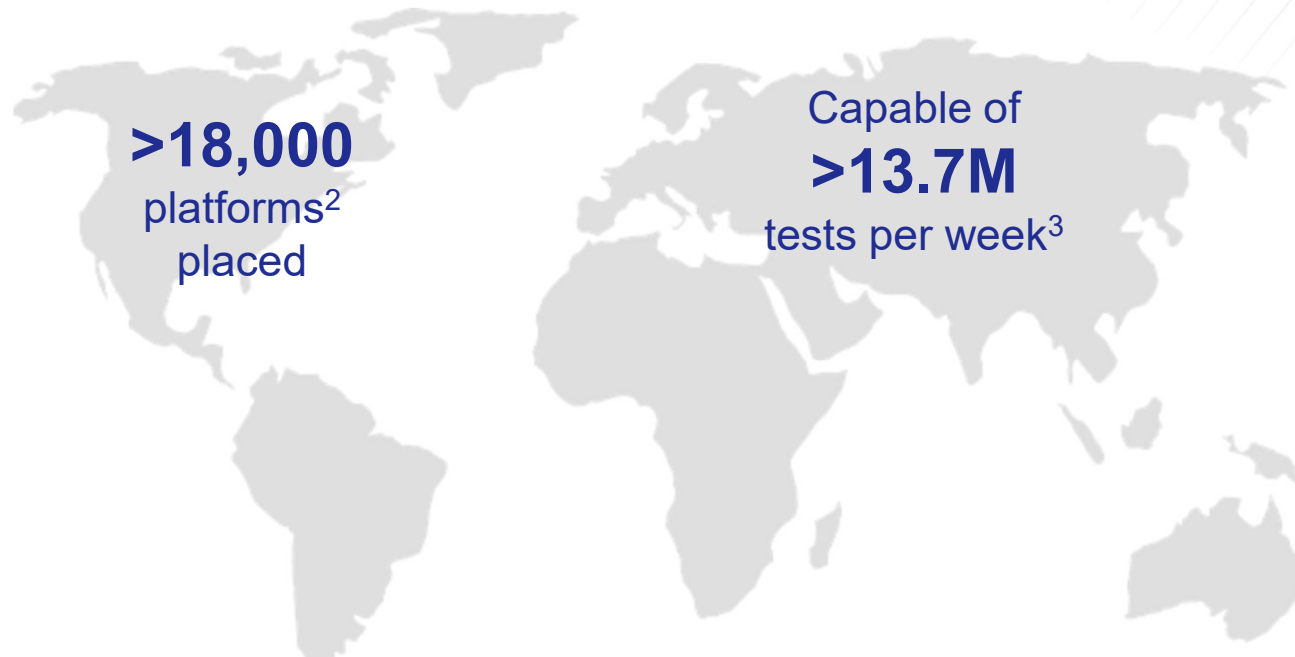 >18,000
platforms²
placed
Capable of
>13.7M
tests per week³